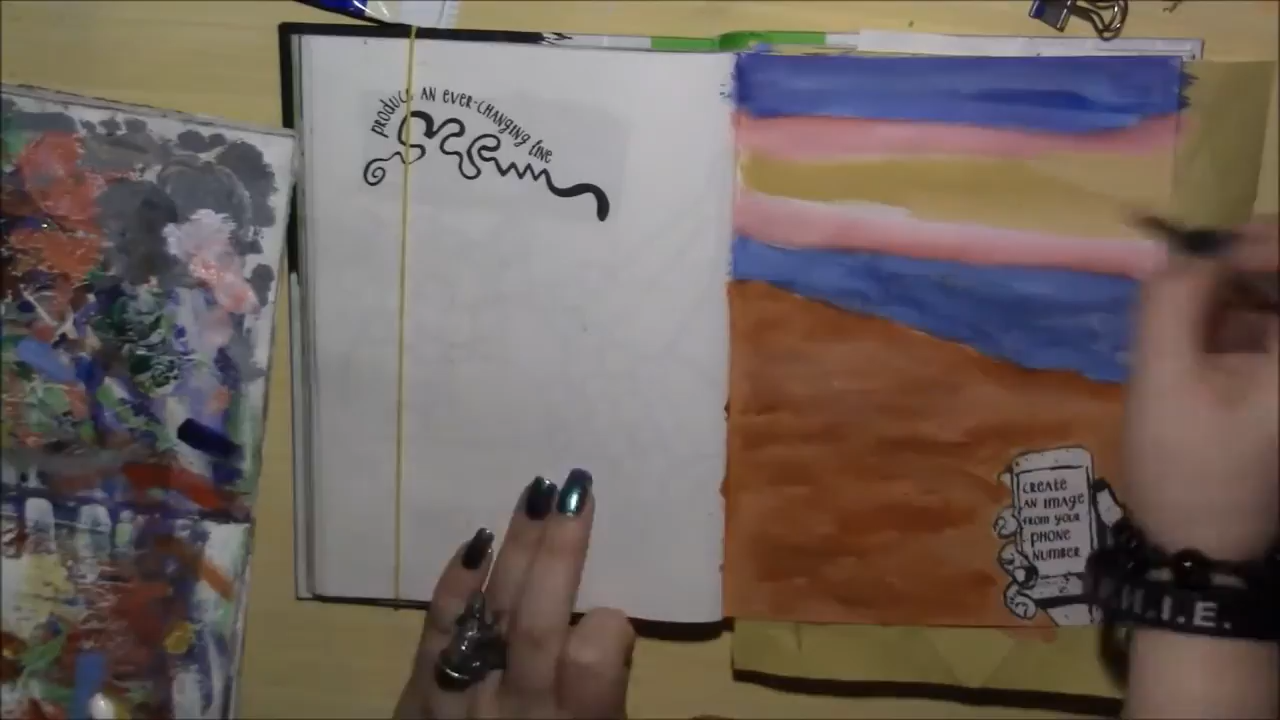 produce AN EVER-CHANGING LINE
CREATE
AN IMAGE
FROM YOUR
PHONE
NUMBER
H.I.E.